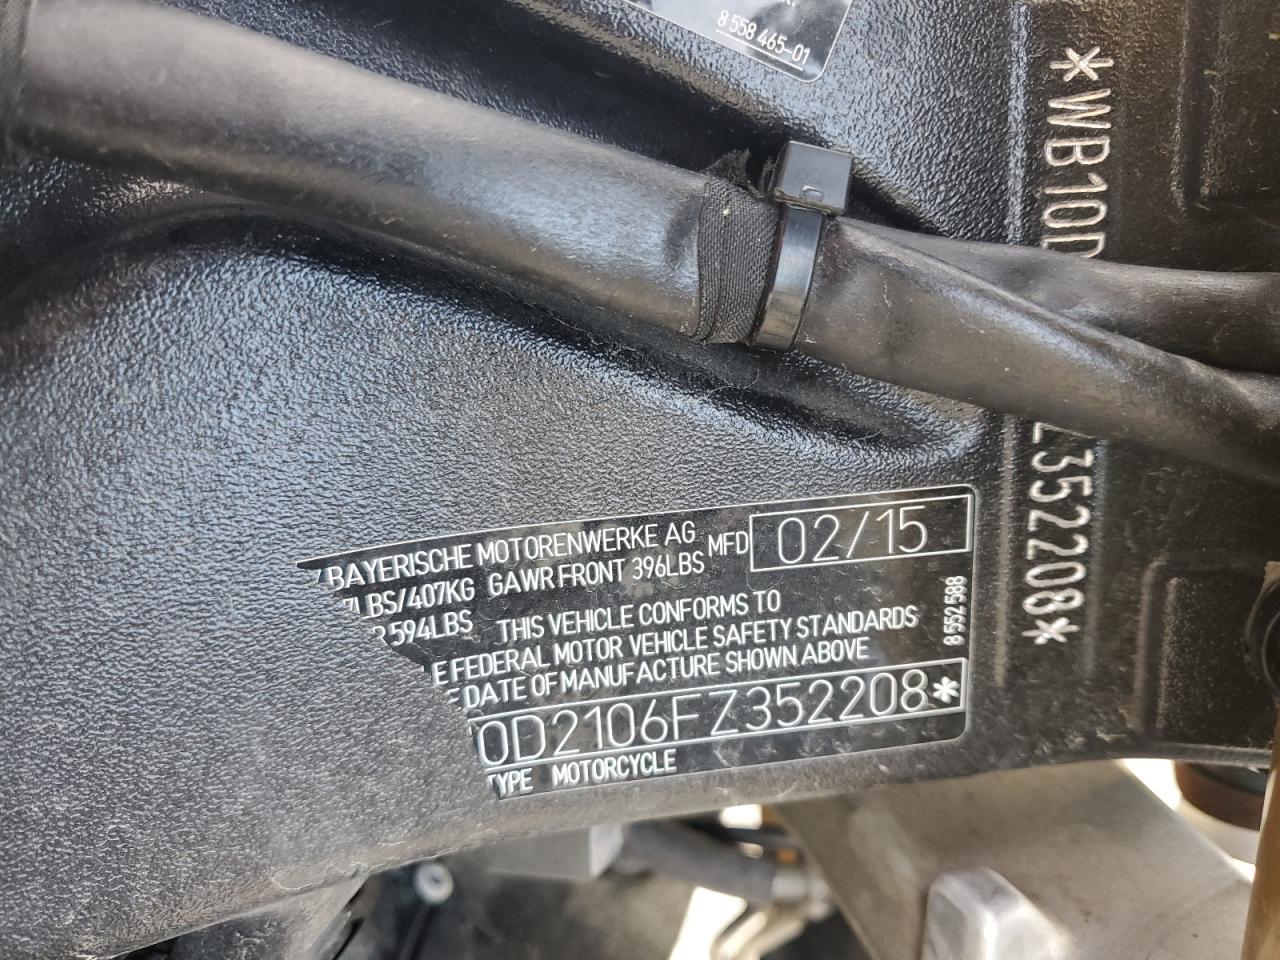 8 558 465-01
*WB10D
Z352208*
BAYERISCHE MOTORENWERKE AG MFD 02/15
7LBS/407KG GAWR FRONT 396LBS
R 594LBS THIS VEHICLE CONFORMS TO
E FEDERAL MOTOR VEHICLE SAFETY STANDARDS
E DATE OF MANUFACTURE SHOWN ABOVE
8 552 588
0D2106FZ352208*
TYPE MOTORCYCLE